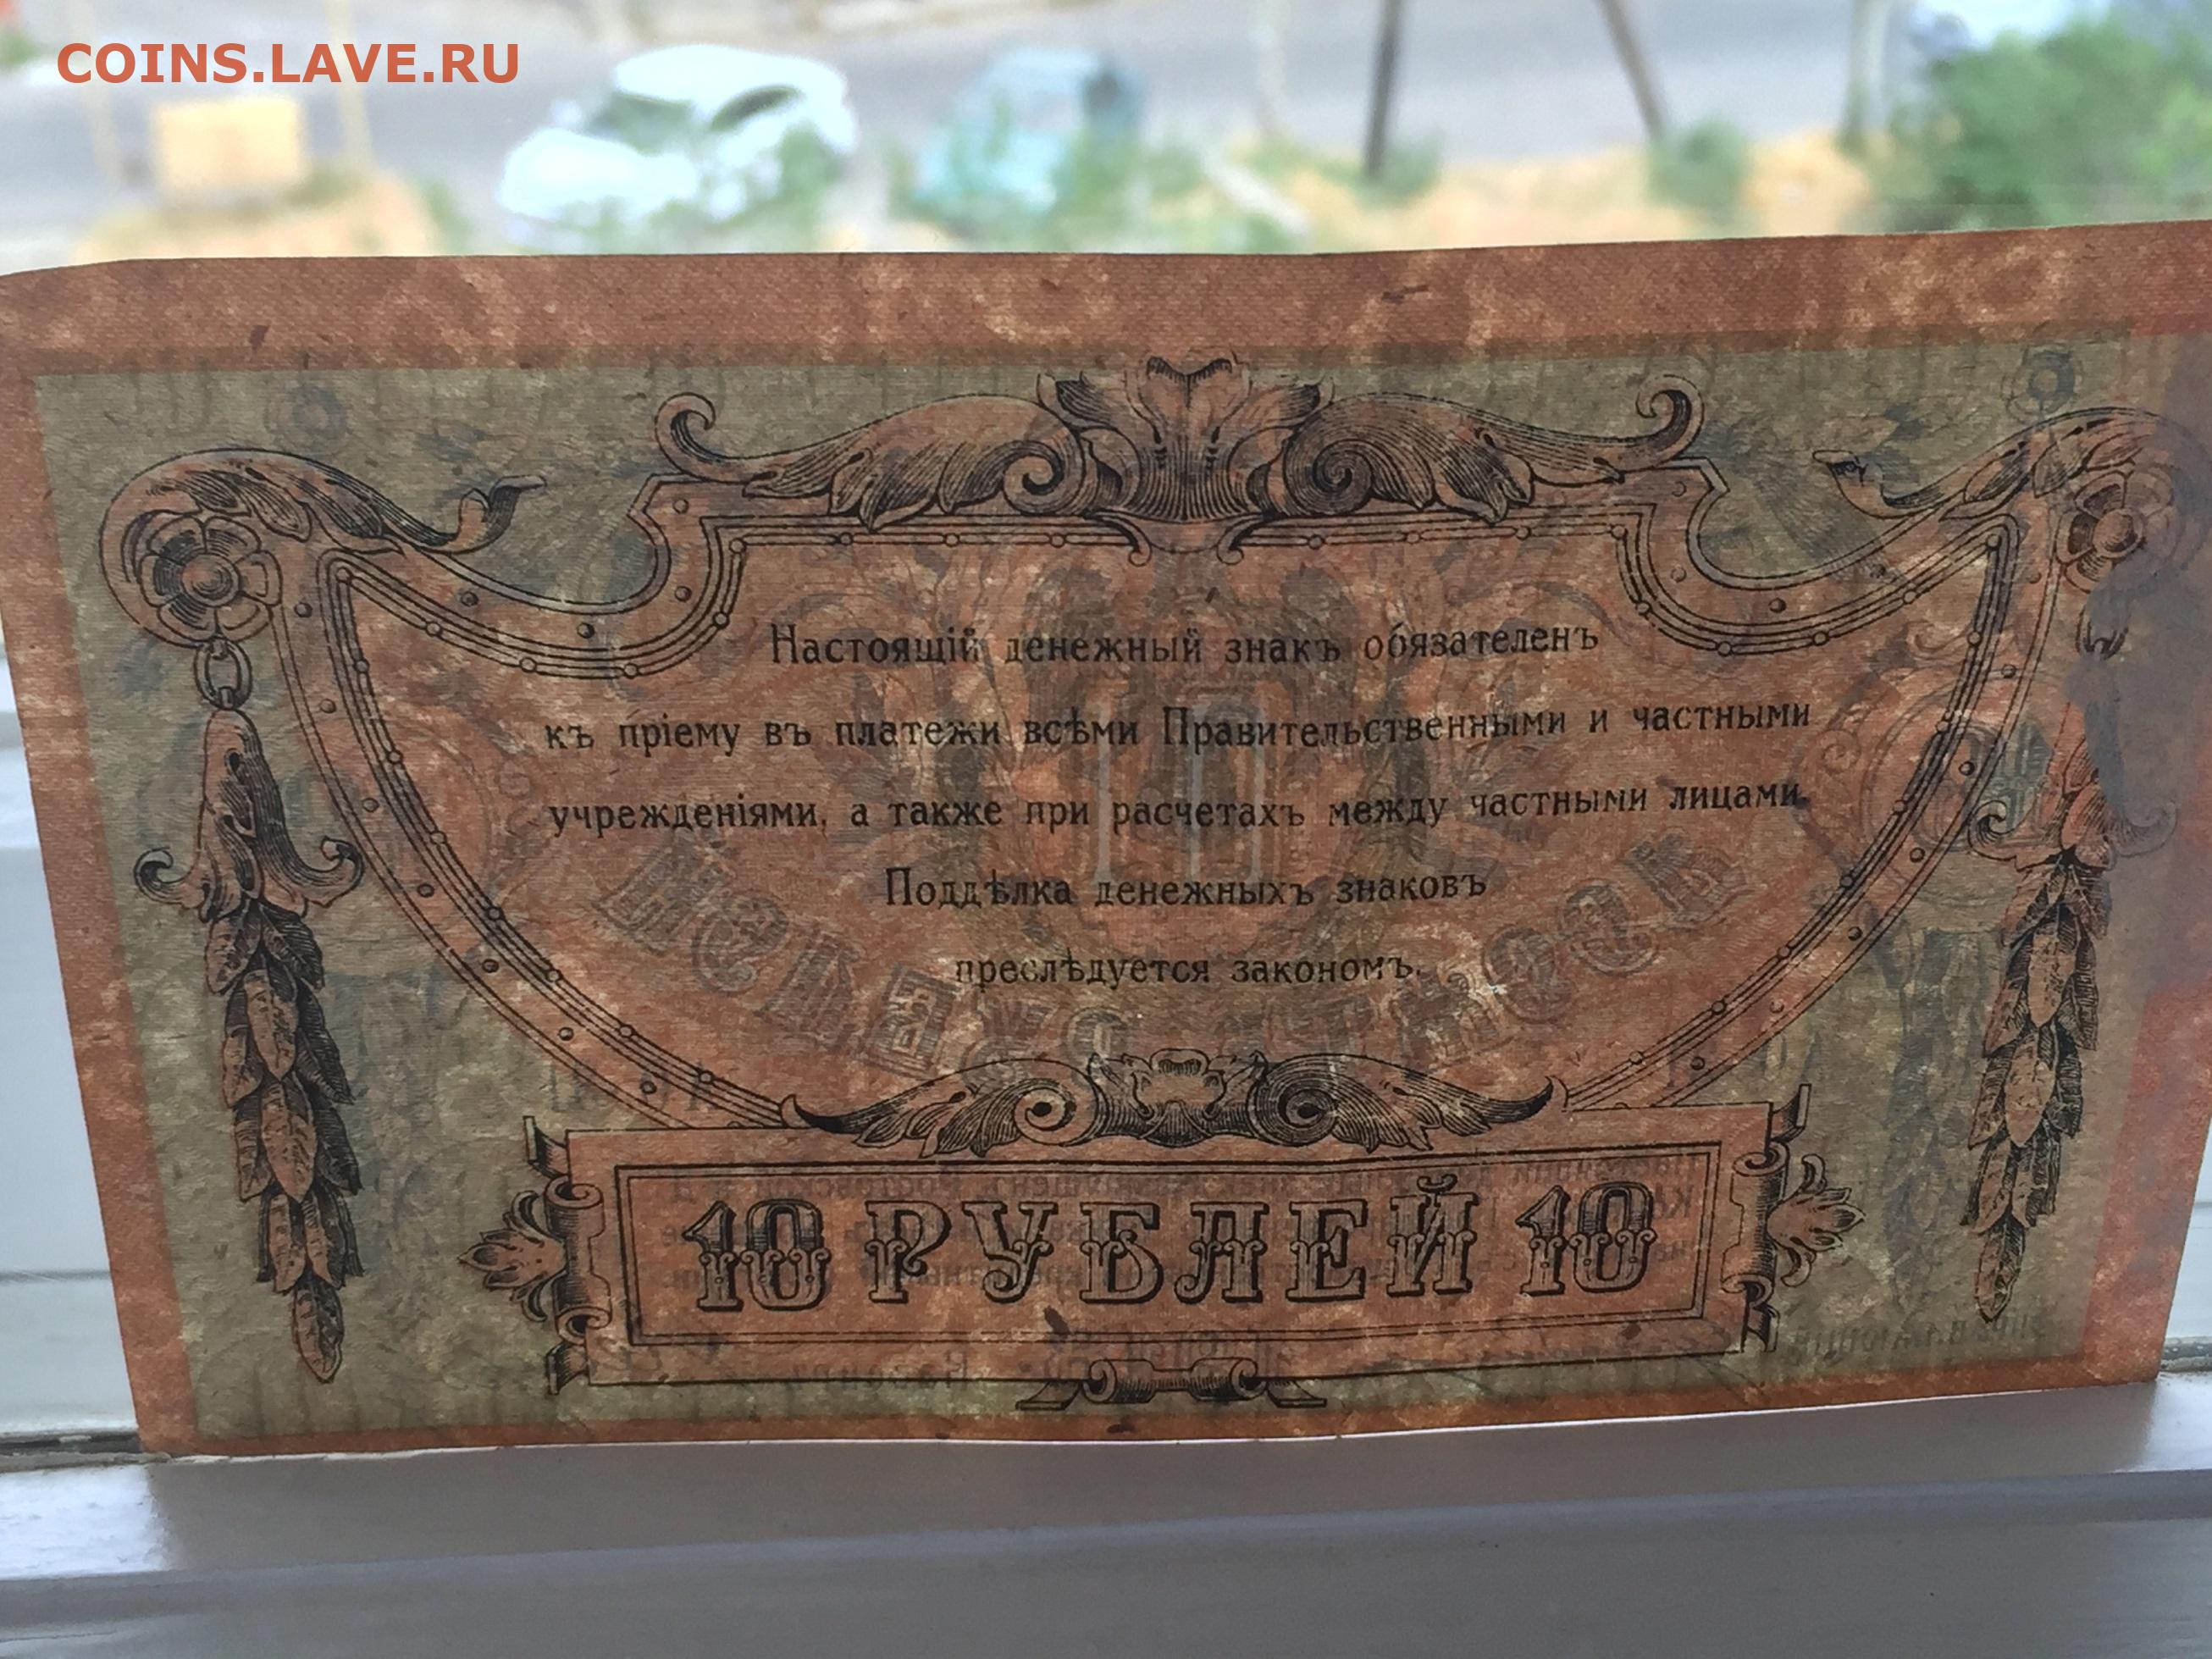 COINS.LAVE.RU
Настоящій денежный знакъ обязателенъ
къ пріему въ платежи всѣми Правительственными и частными
учрежденіями, а также при расчетахъ между частными лицами.
Поддѣлка денежныхъ знаковъ
преслѣдуется закономъ.
10 РУБЛЕЙ 10